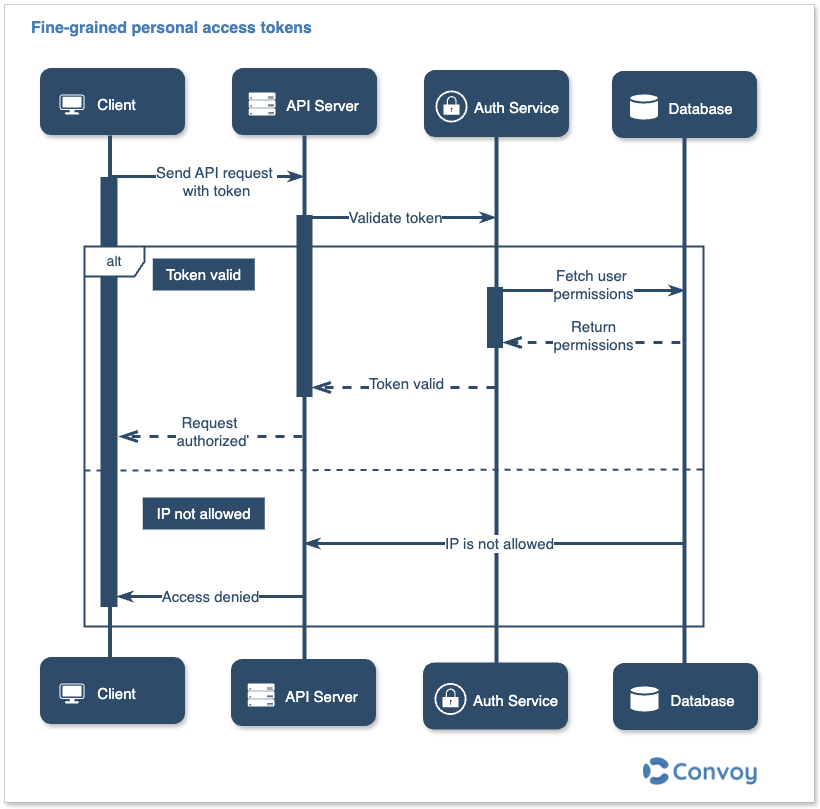 Fine-grained personal access tokens
Client
API Server
Auth Service
Database
Send API request
with token
Validate token
alt
Token valid
Fetch user
permissions
Return
permissions
Token valid
Request
authorized'
IP not allowed
IP is not allowed
Access denied
Client
API Server
Auth Service
Database
Convoy